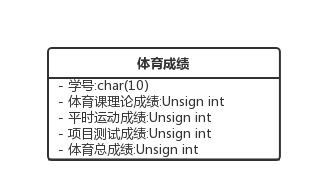 体育成绩
- 学号:char(10)
- 体育课理论成绩:Unsign int
- 平时运动成绩:Unsign int
- 项目测试成绩:Unsign int
- 体育总成绩:Unsign int